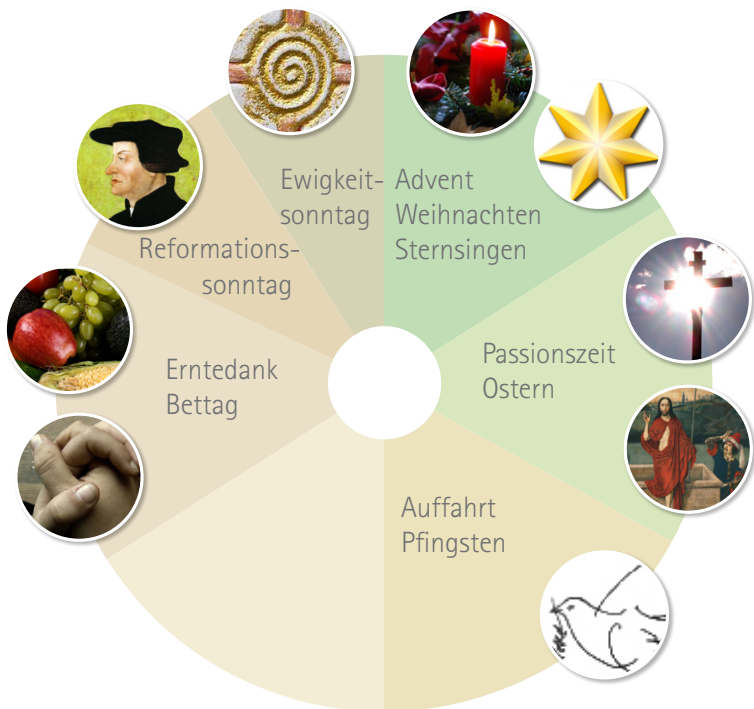 Ewigkeit-
sonntag
Advent
Weihnachten
Sternsingen
Reformations-
sonntag
Passionszeit
Ostern
Erntedank
Bettag
Auffahrt
Pfingsten